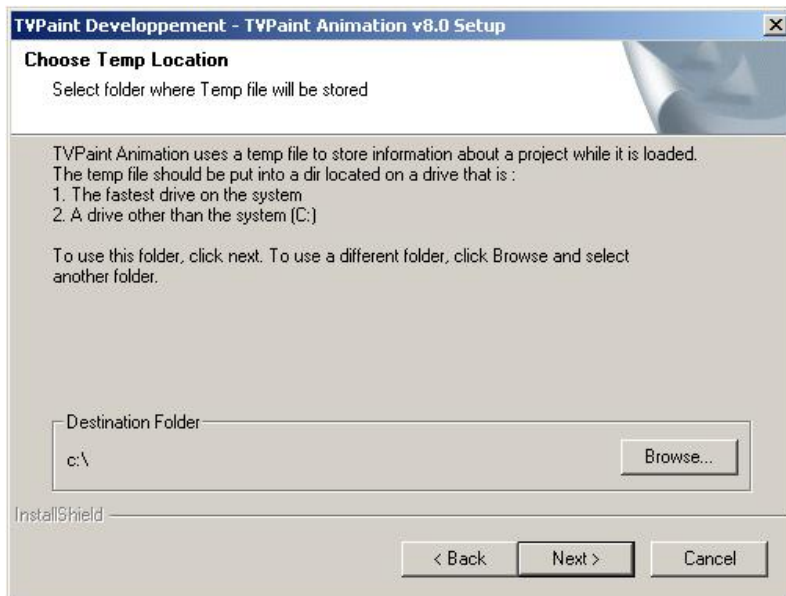 TVPaint Developpement - TVPaint Animation v8.0 Setup
Choose Temp Location
Select folder where Temp file will be stored
TVPaint Animation uses a temp file to store information about a project while it is loaded.
The temp file should be put into a dir located on a drive that is :
1. The fastest drive on the system
2. A drive other than the system (C:)
To use this folder, click next. To use a different folder, click Browse and select
another folder.
Destination Folder
c:\
Browse...
InstallShield
< Back
Next >
Cancel